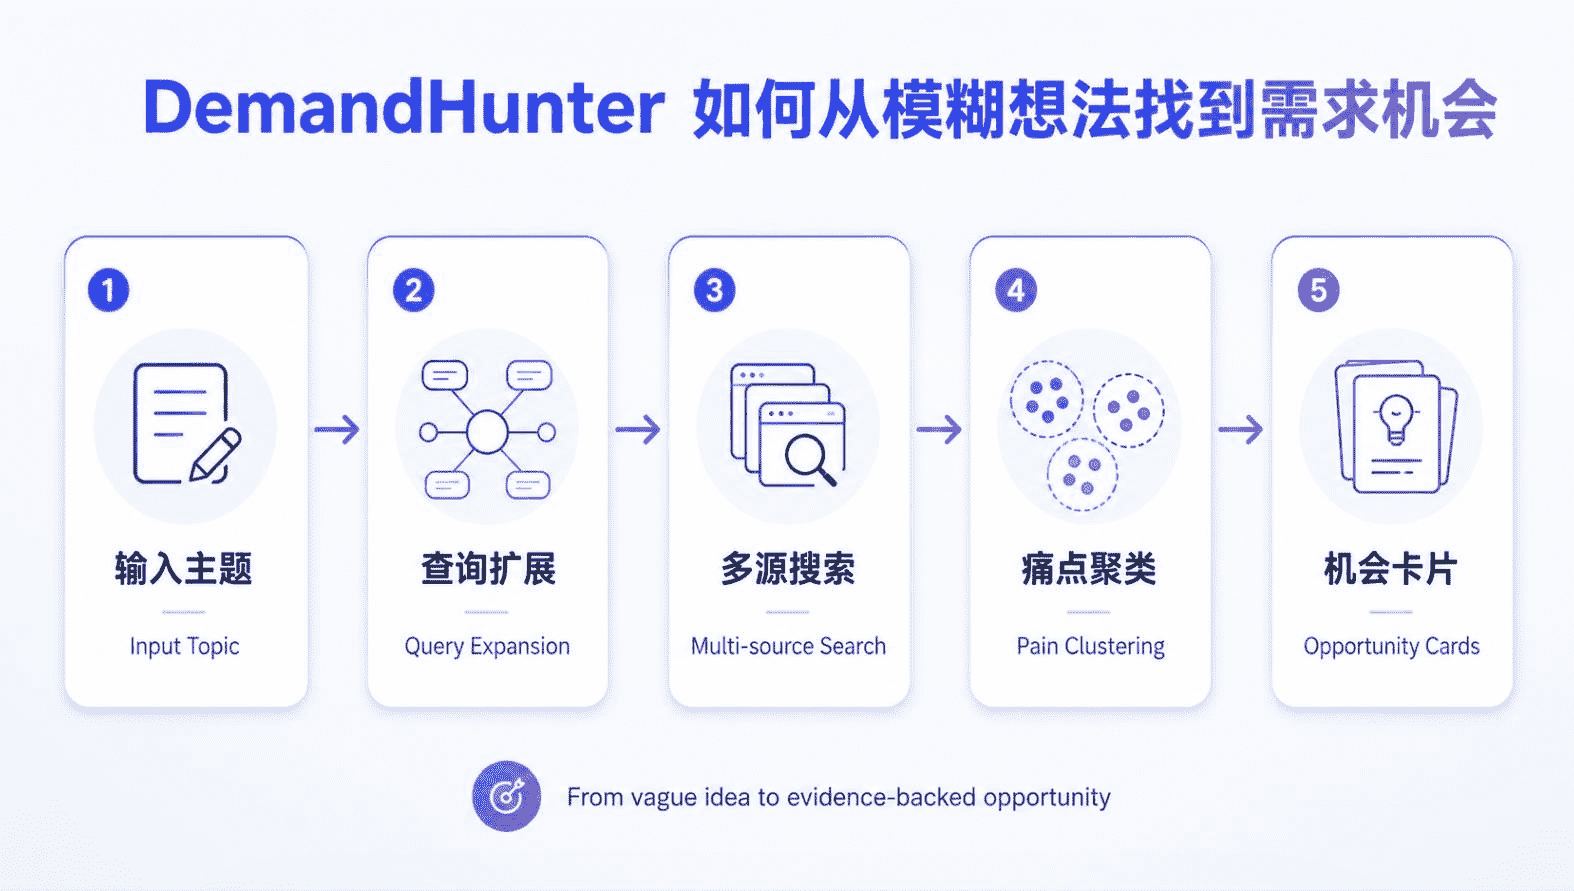 DemandHunter 如何从模糊想法找到需求机会
1
输入主题
Input Topic
2
查询扩展
Query Expansion
3
多源搜索
Multi-source Search
4
痛点聚类
Pain Clustering
5
机会卡片
Opportunity Cards
From vague idea to evidence-backed opportunity